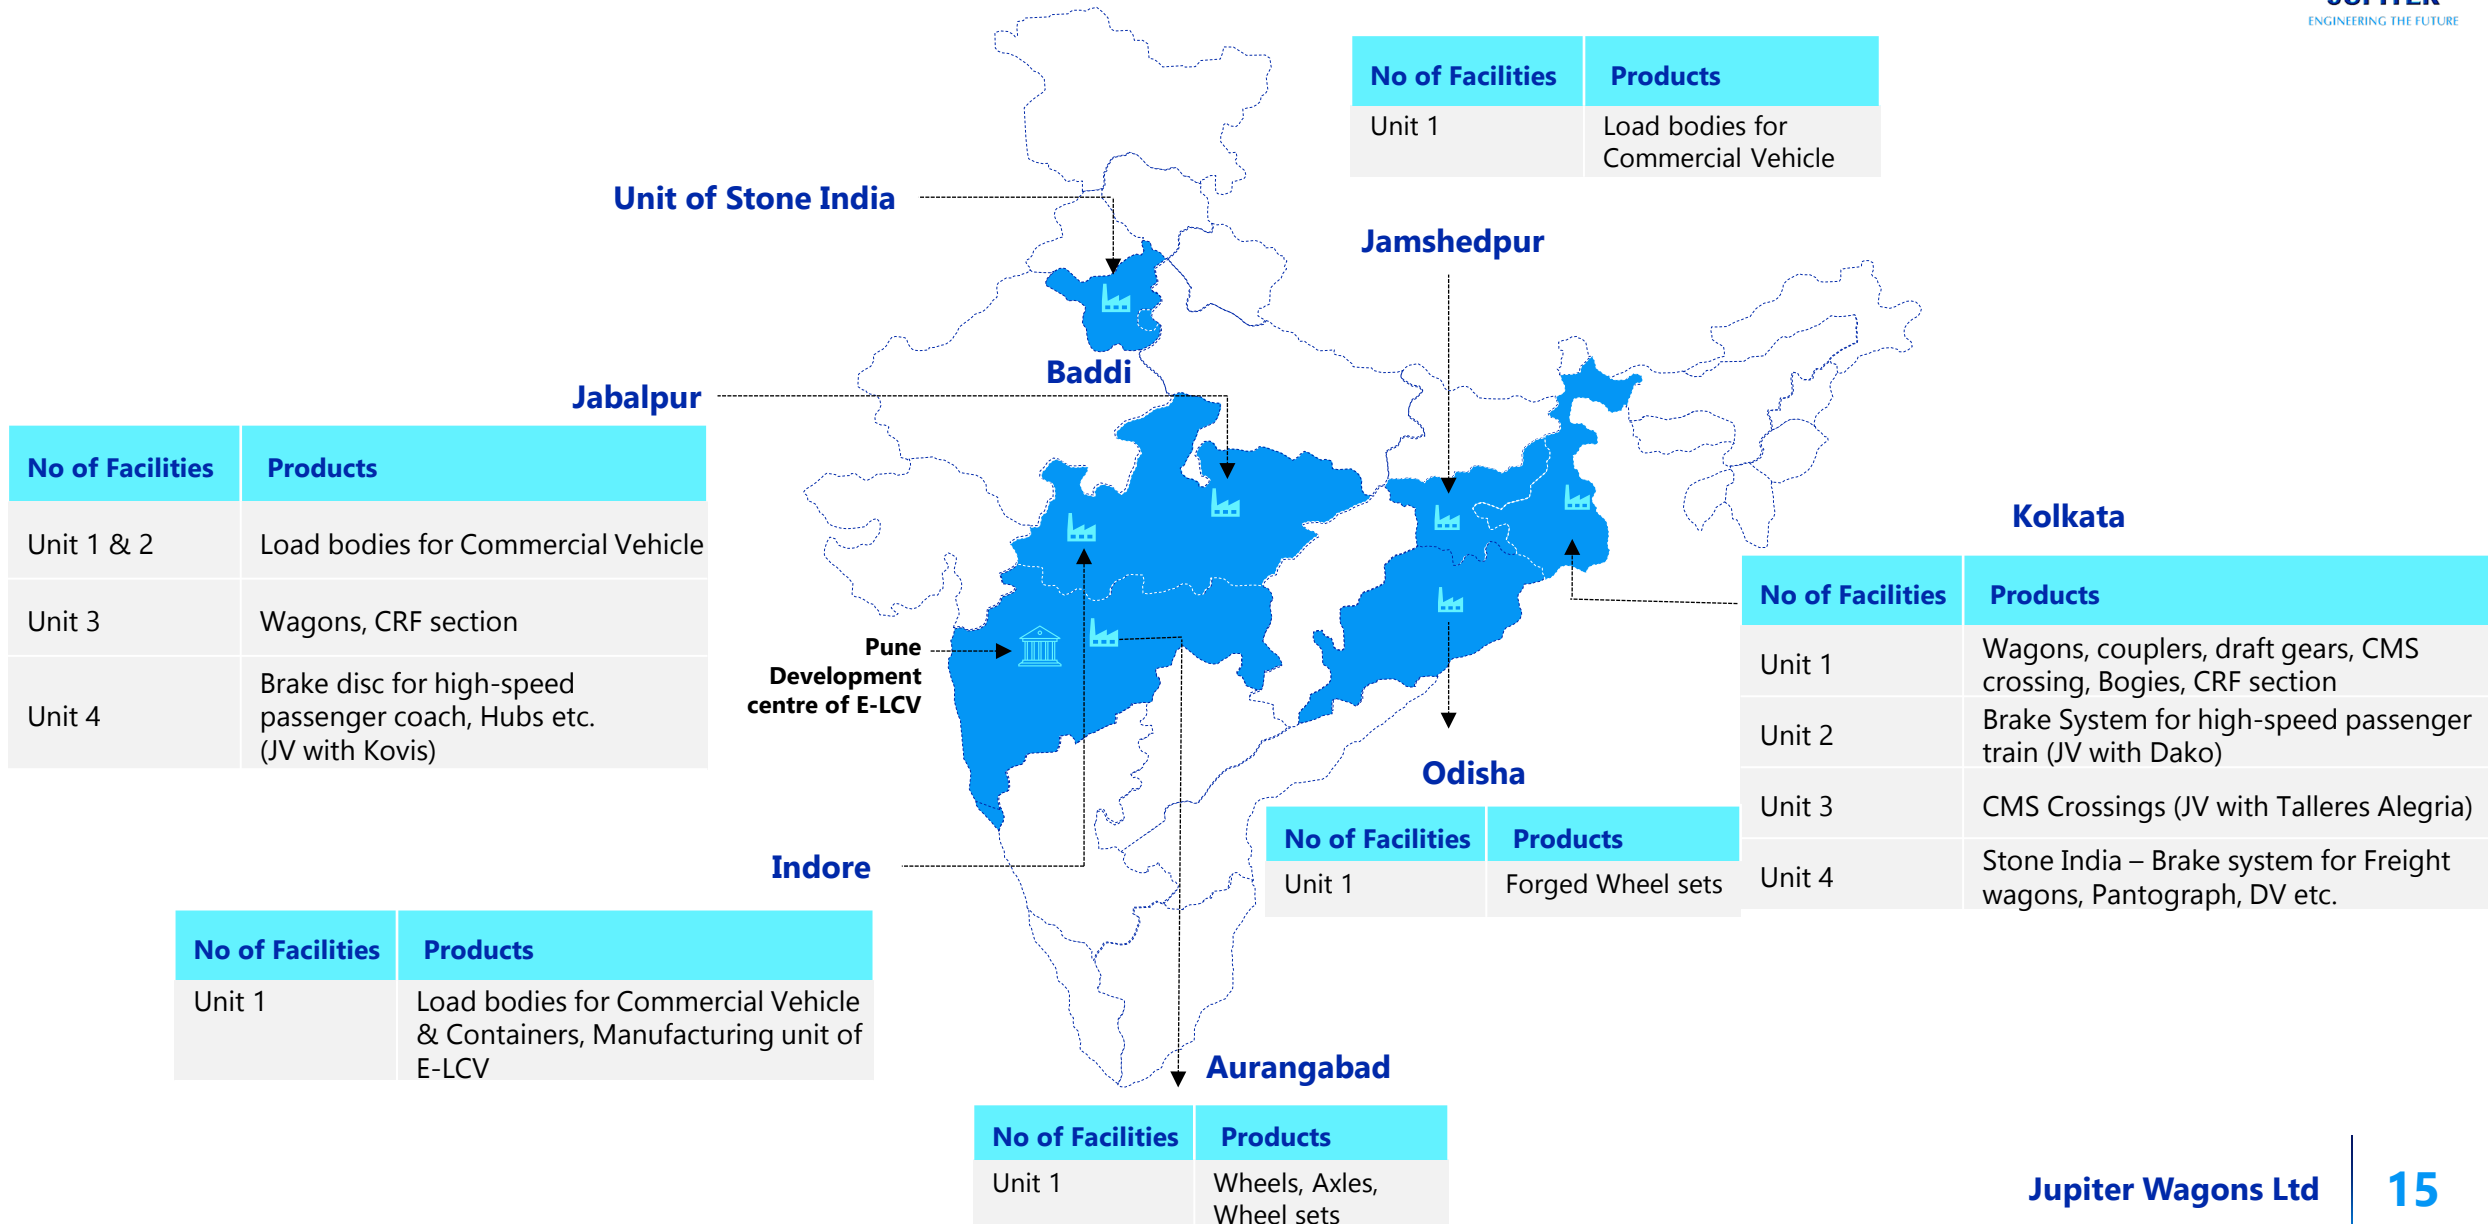 ENGINEERING THE FUTURE
No of Facilities Products
Unit 1 Load bodies for
Commercial Vehicle
Unit of Stone India
Jamshedpur
Baddi
Jabalpur
No of Facilities Products
Unit 1 & 2 Load bodies for Commercial Vehicle
Unit 3 Wagons, CRF section
Unit 4 Brake disc for high-speed
passenger coach, Hubs etc.
(JV with Kovis)
Pune
Development
centre of E-LCV
Kolkata
No of Facilities Products
Unit 1 Wagons, couplers, draft gears, CMS
crossing, Bogies, CRF section
Unit 2 Brake System for high-speed passenger
train (JV with Dako)
Unit 3 CMS Crossings (JV with Talleres Alegria)
Unit 4 Stone India – Brake system for Freight
wagons, Pantograph, DV etc.
Odisha
No of Facilities Products
Unit 1 Forged Wheel sets
Indore
No of Facilities Products
Unit 1 Load bodies for Commercial Vehicle
& Containers, Manufacturing unit of
E-LCV
Aurangabad
No of Facilities Products
Unit 1 Wheels, Axles,
Wheel sets
Jupiter Wagons Ltd 15